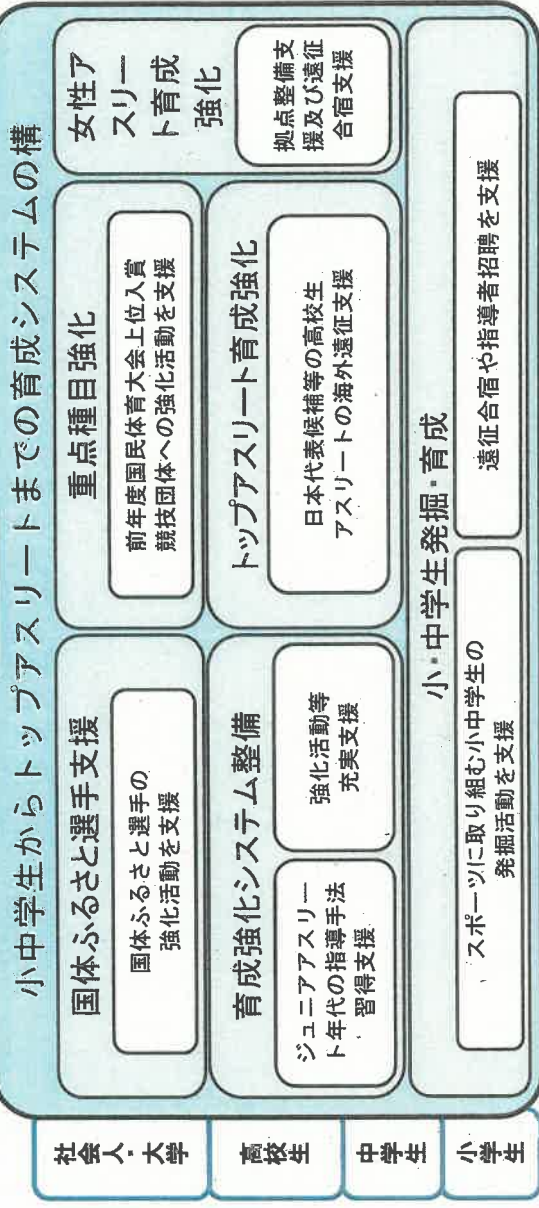 小中学生からトップアスリートまでの育成システムの構
社会人・大学
高校生
中学生
小学生
国体ふるさと選手支援
国体ふるさと選手の
強化活動を支援
重点種目強化
前年度国民体育大会上位入賞
競技団体への強化活動を支援
女性ア
スリー
ト育成
強化
拠点整備支
援及び遠征
合宿支援
育成強化システム整備
ジュニアアスリー
ト年代の指導手法
習得支援
強化活動等
充実支援
トップアスリート育成強化
日本代表候補等の高校生
アスリートの海外遠征支援
小・中学生発掘・育成
スポーツに取り組む小中学生の
発掘活動を支援
遠征合宿や指導者招聘を支援